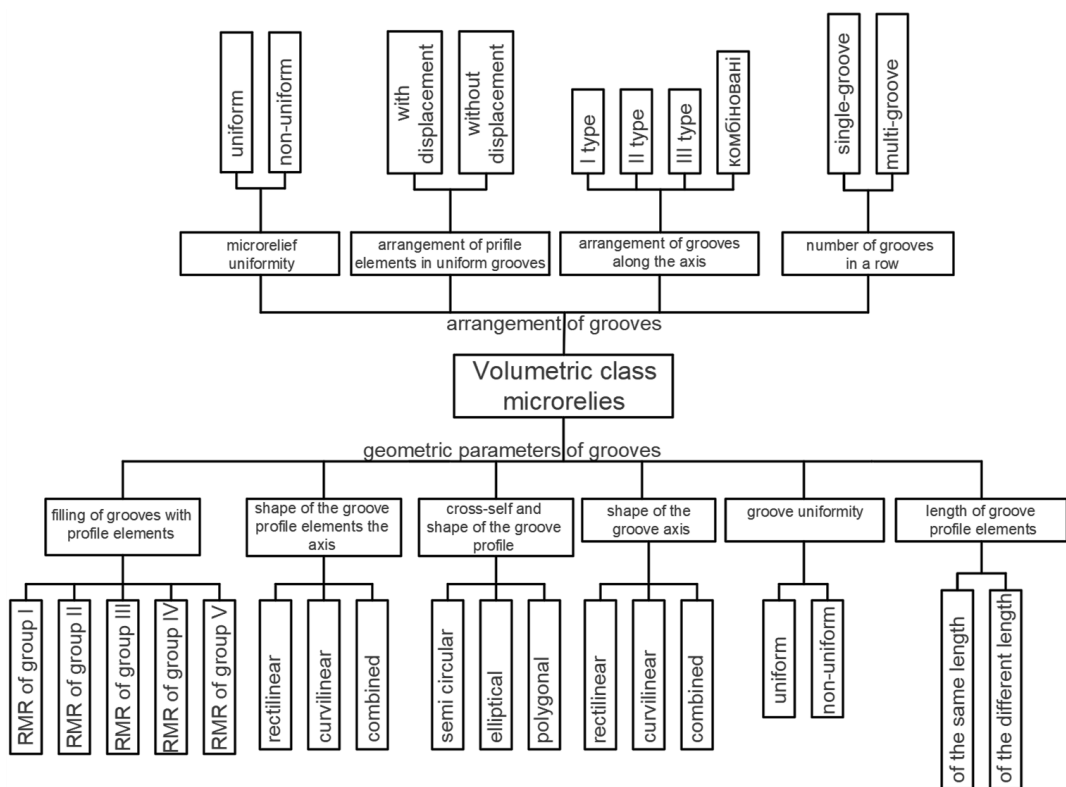 uniform
non-uniform
with
displacement
without
displacement
I type
II type
III type
комбіновані
single-groove
multi-groove
microrelief
uniformity
arrangement of prifile
elements in uniform grooves
arrangement of grooves
along the axis
number of grooves
in a row
arrangement of grooves
Volumetric class
microrelies
geometric parameters of grooves
filling of grooves with
profile elements
shape of the groove
profile elements the
axis
cross-self and
shape of the groove
profile
shape of the
groove axis
groove uniformity
length of groove
profile elements
RMR of group I
RMR of group II
RMR of group III
RMR of group IV
RMR of group V
rectilinear
curvilinear
combined
semi circular
elliptical
polygonal
rectilinear
curvilinear
combined
uniform
non-uniform
of the same length
of the different length